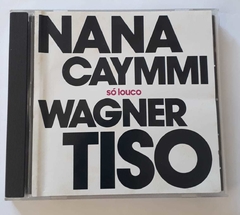 NANA
CAYMMI
só louco
WAGNER
TISO